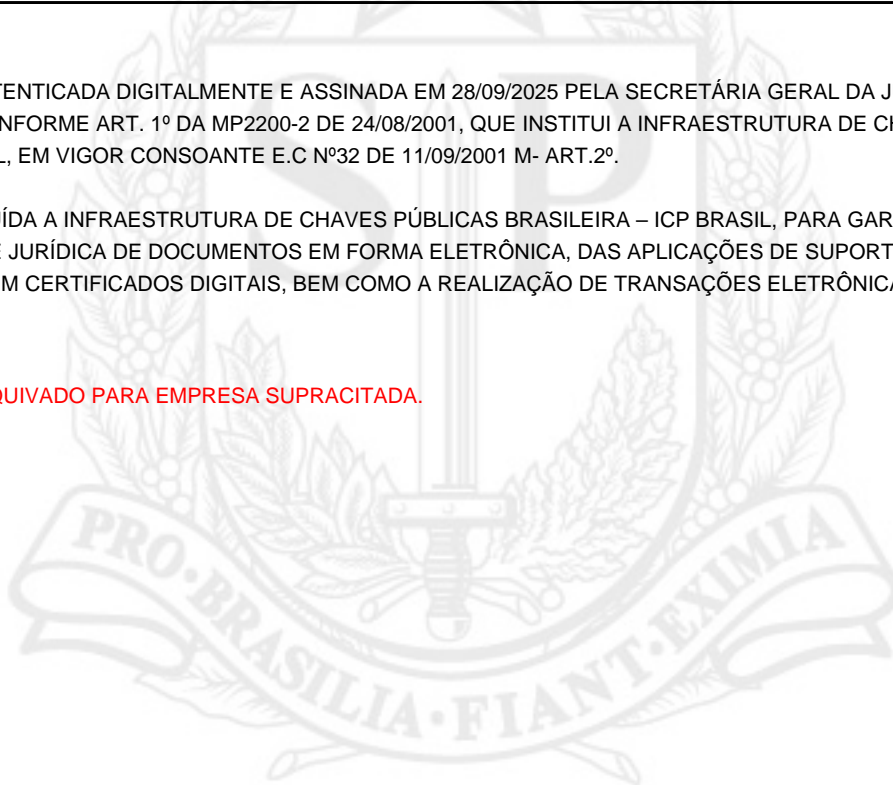 TENTICADA DIGITALMENTE E ASSINADA EM 28/09/2025 PELA SECRETÁRIA GERAL DA J
NFORME ART. 1º DA MP2200-2 DE 24/08/2001, QUE INSTITUI A INFRAESTRUTURA DE CH
L, EM VIGOR CONSOANTE E.C Nº32 DE 11/09/2001 M- ART.2º.
ÍDA A INFRAESTRUTURA DE CHAVES PÚBLICAS BRASILEIRA – ICP BRASIL, PARA GAR
E JURÍDICA DE DOCUMENTOS EM FORMA ELETRÔNICA, DAS APLICAÇÕES DE SUPORT
M CERTIFICADOS DIGITAIS, BEM COMO A REALIZAÇÃO DE TRANSAÇÕES ELETRÔNICA
QUIVADO PARA EMPRESA SUPRACITADA.
SP
PRO·BRASILIA·FIANT·EXIMIA